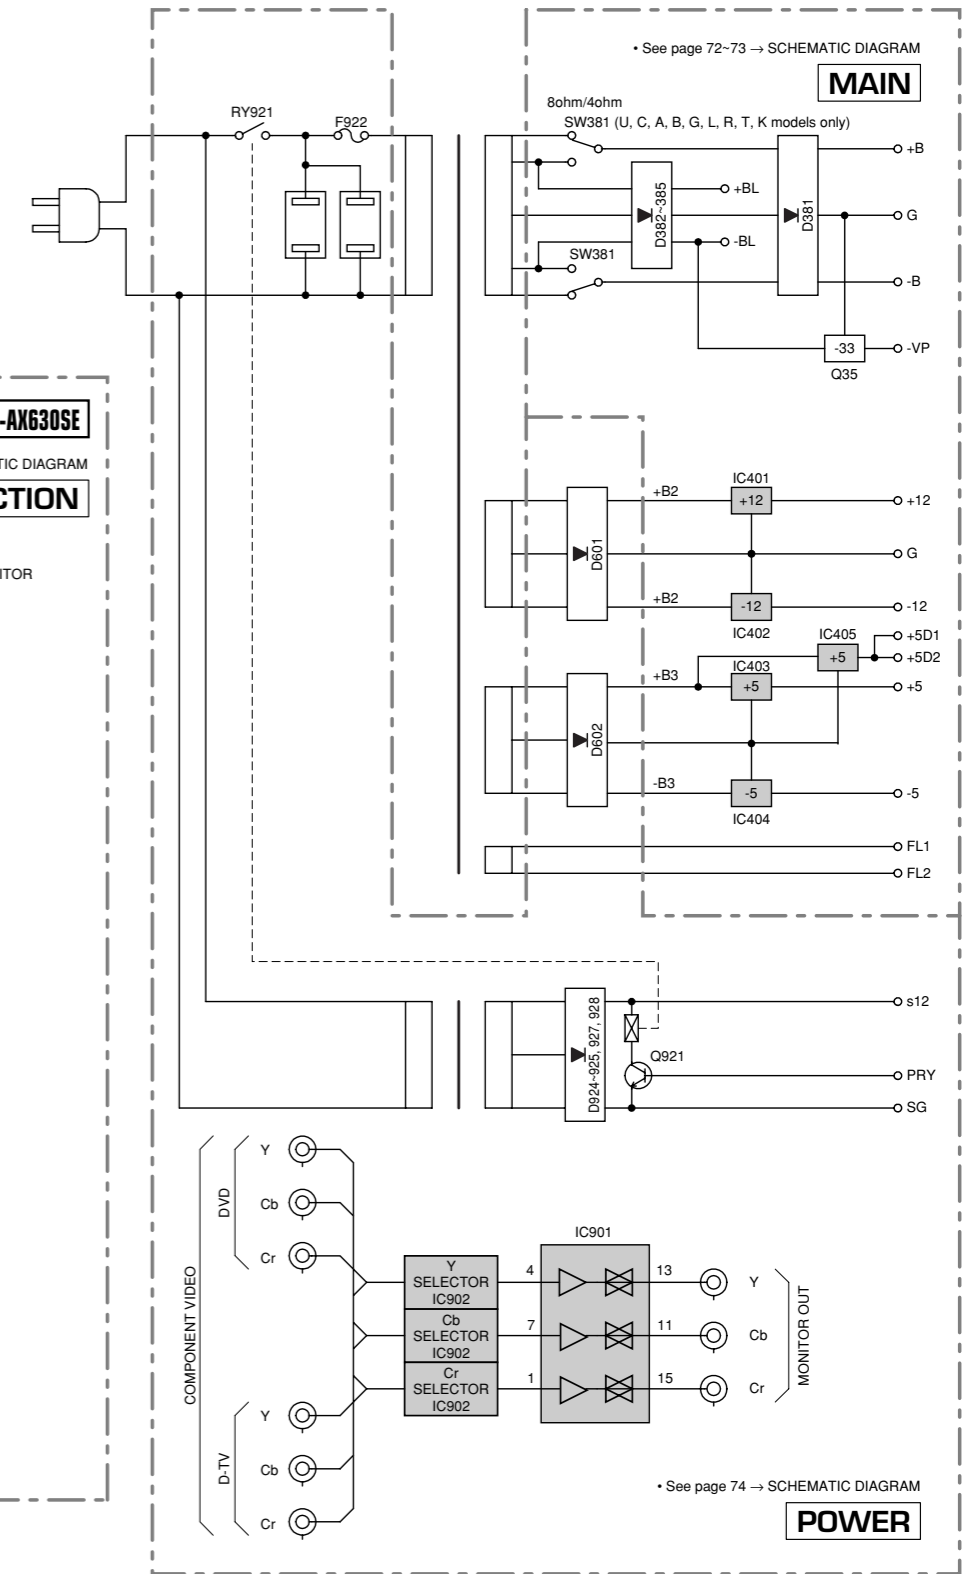 • See page 72~73 → SCHEMATIC DIAGRAM
MAIN
RY921
F922
8ohm/4ohm
SW381 (U, C, A, B, G, L, R, T, K models only)
+B
+BL
D382~385
D381
G
-BL
SW381
-B
-33
-VP
Q35
-AX630SE
TIC DIAGRAM
CTION
ITOR
IC401
+B2
+12
+12
D601
G
+B2
-12
-12
IC402
IC405
+5D1
+5
+5D2
IC403
+B3
+5
+5
D602
-B3
-5
-5
IC404
FL1
FL2
D924~925, 927, 928
s12
Q921
PRY
SG
COMPONENT VIDEO
DVD
Y
Cb
Cr
D-TV
Y
Cb
Cr
Y
SELECTOR
IC902
Cb
SELECTOR
IC902
Cr
SELECTOR
IC902
IC901
4
13
Y
7
11
Cb
1
15
Cr
MONITOR OUT
• See page 74 → SCHEMATIC DIAGRAM
POWER